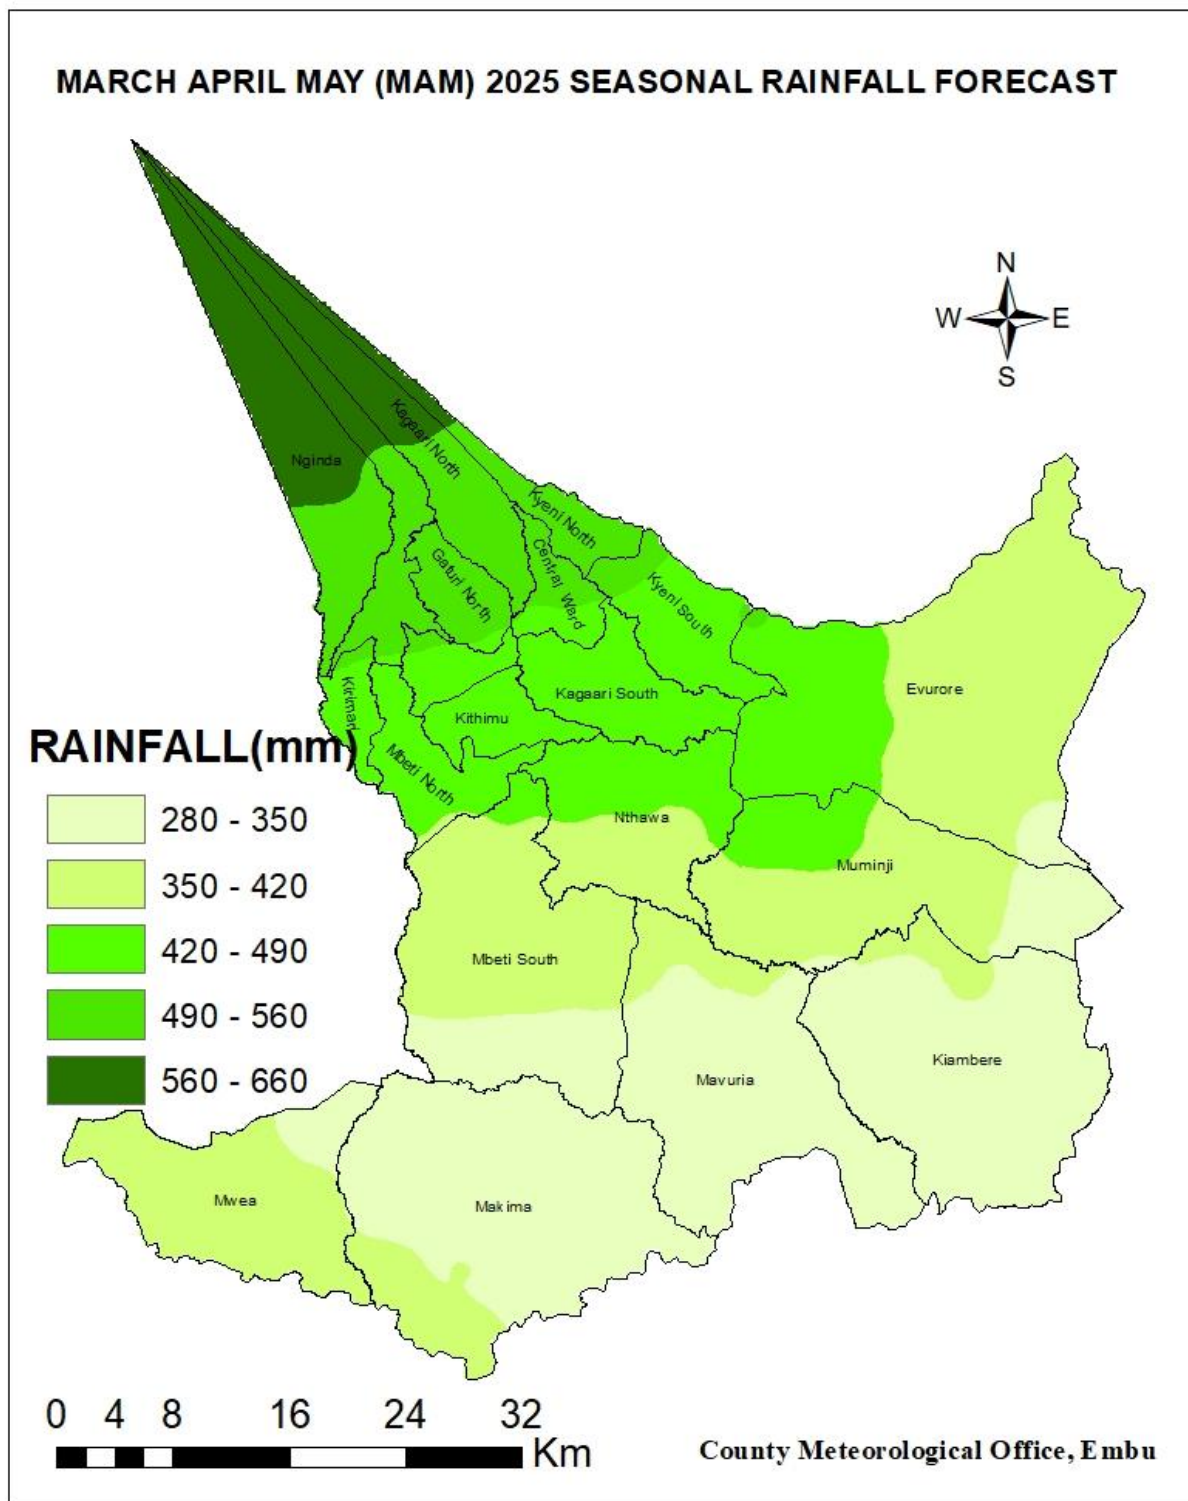 MARCH APRIL MAY (MAM) 2025 SEASONAL RAINFALL FORECAST
N
W E
S
Kagaari North
Nginda
Kyeni North
Central Ward
Gaturi North
Kyeni South
Evurore
Kirimari
Kagaari South
Kithimu
RAINFALL(mm)
Mbeti North
280 - 350
Nthawa
350 - 420
Muminji
420 - 490
Mbeti South
490 - 560
Kiambere
560 - 660
Mavuria
Mwea
Makima
0 4 8 16 24 32
Km
County Meteorological Office, Embu